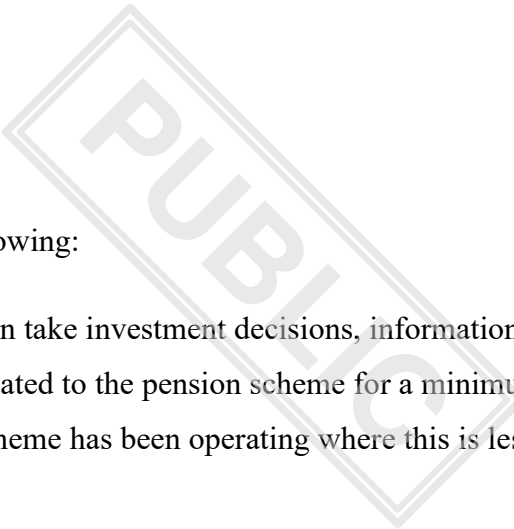 PUBLIC
owing:
n take investment decisions, information
ated to the pension scheme for a minimu
heme has been operating where this is les